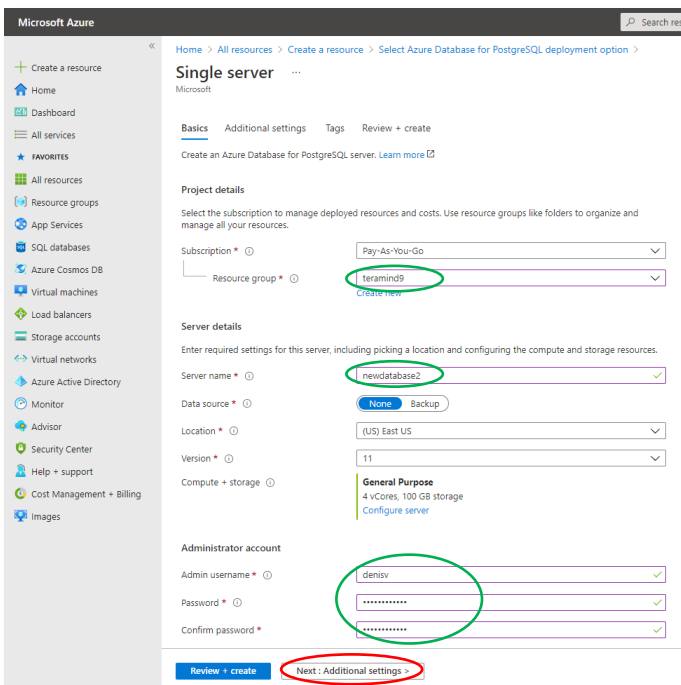 Microsoft Azure
Search res
«
Home > All resources > Create a resource > Select Azure Database for PostgreSQL deployment option >
Single server ...
Microsoft
+ Create a resource
Home
Dashboard
All services
FAVORITES
All resources
Resource groups
App Services
SQL databases
Azure Cosmos DB
Virtual machines
Load balancers
Storage accounts
Virtual networks
Azure Active Directory
Monitor
Advisor
Security Center
Help + support
Cost Management + Billing
Images
Basics Additional settings Tags Review + create
Create an Azure Database for PostgreSQL server. Learn more
Project details
Select the subscription to manage deployed resources and costs. Use resource groups like folders to organize and
manage all your resources.
Subscription * Pay-As-You-Go
Resource group * teramind9
Create new
Server details
Enter required settings for this server, including picking a location and configuring the compute and storage resources.
Server name * newdatabase2
Data source * None Backup
Location * (US) East US
Version * 11
Compute + storage General Purpose
4 vCores, 100 GB storage
Configure server
Administrator account
Admin username * denisv
Password * ••••••••••••
Confirm password * ••••••••••••
Review + create Next : Additional settings >